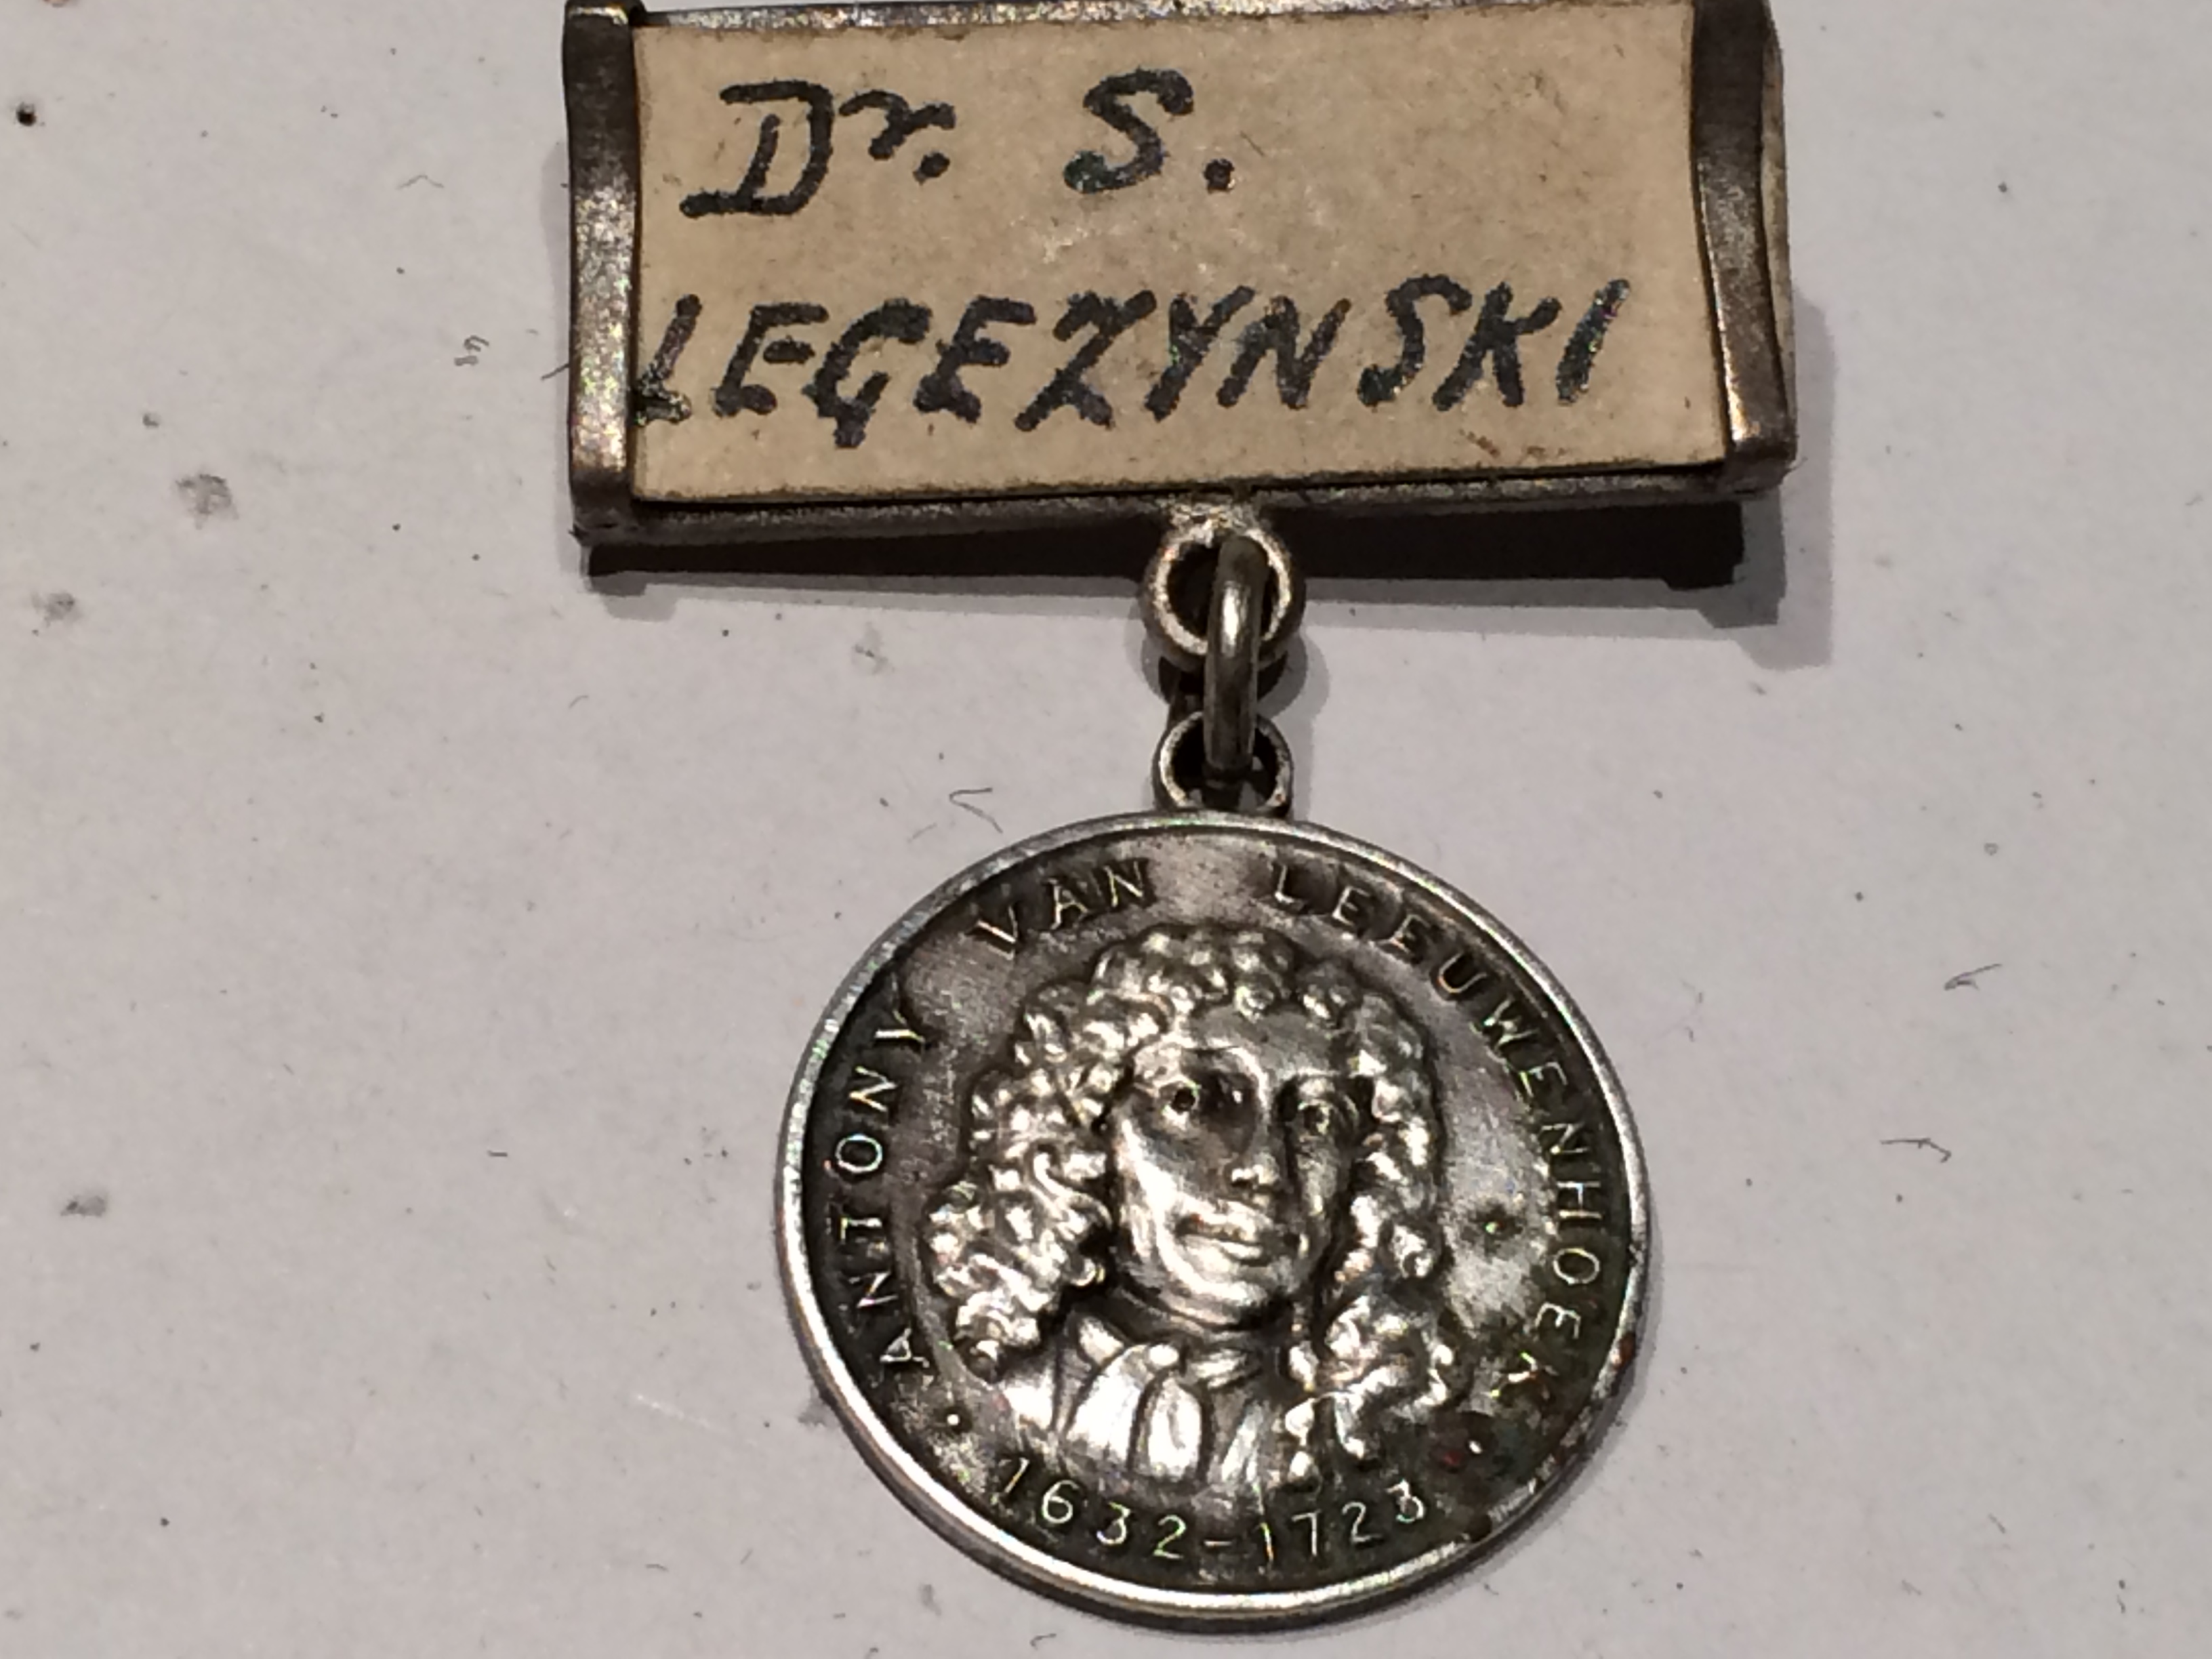 Dr. S.
LEGEZYNSKI
ANTONY VAN LEEUWENHOEK
1632-1723